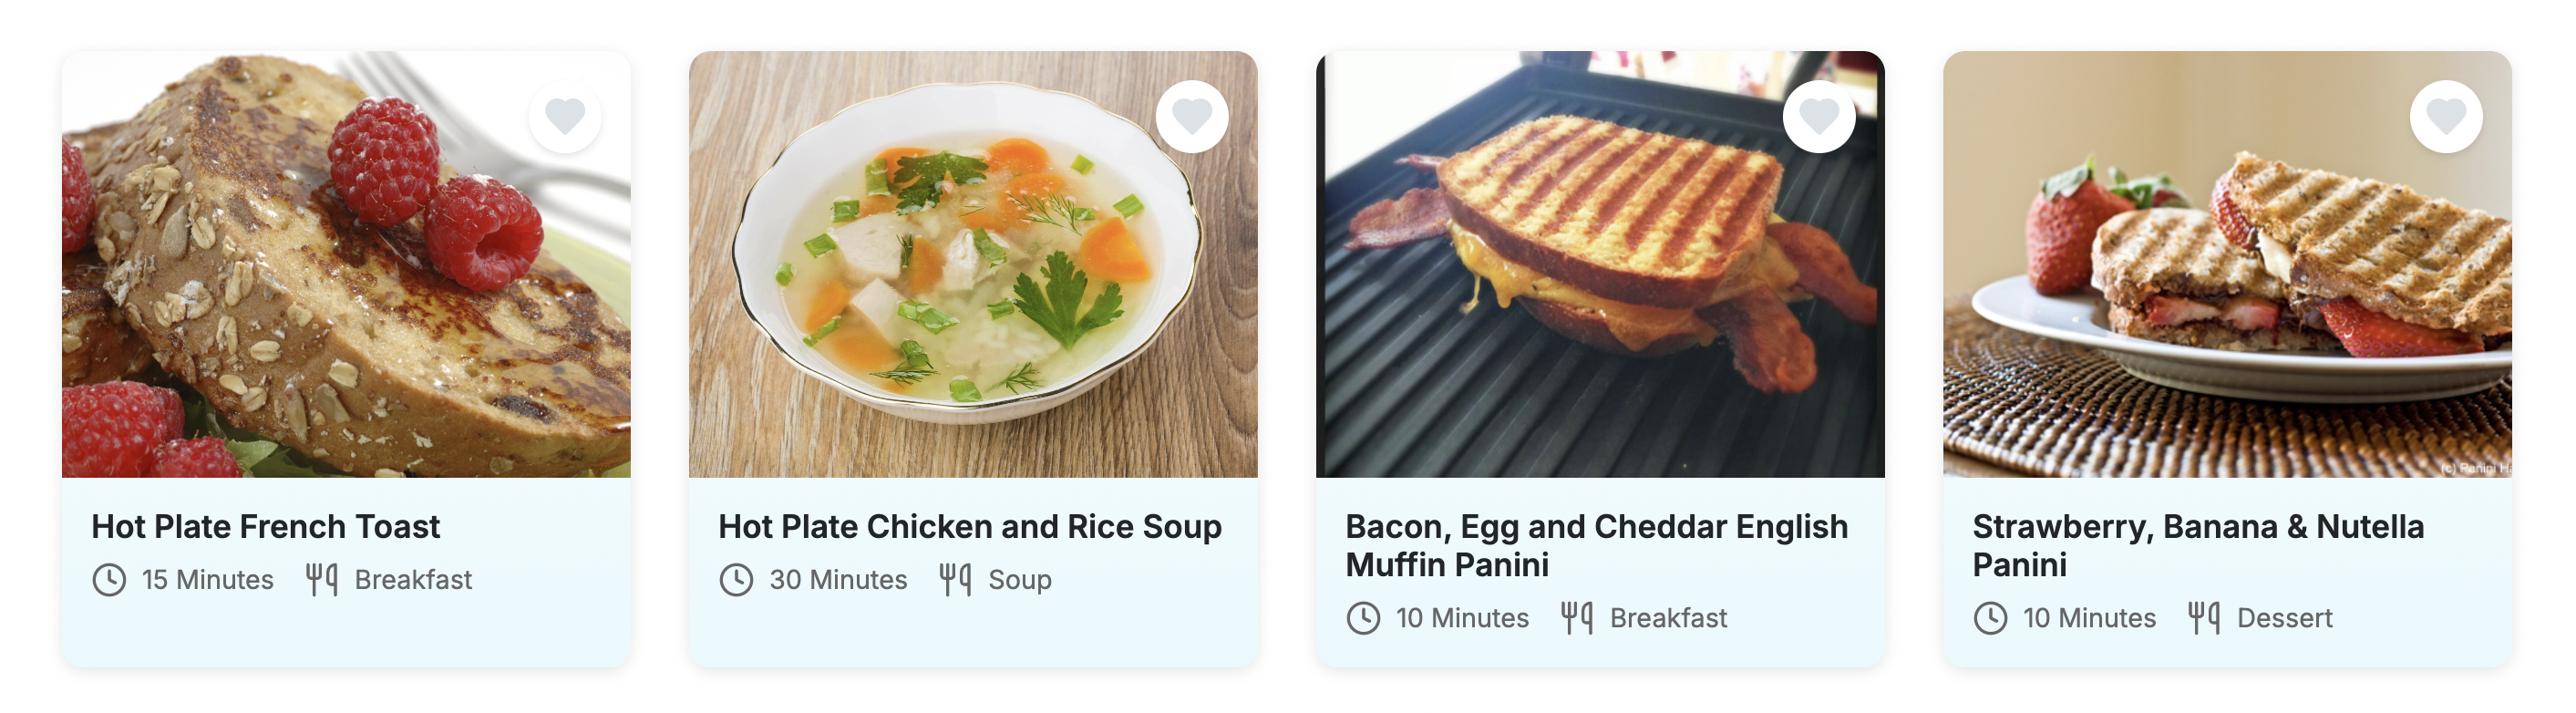 Hot Plate French Toast
15 Minutes Breakfast
Hot Plate Chicken and Rice Soup
30 Minutes Soup
Bacon, Egg and Cheddar English
Muffin Panini
10 Minutes Breakfast
(c) Panini
Strawberry, Banana & Nutella
Panini
10 Minutes Dessert